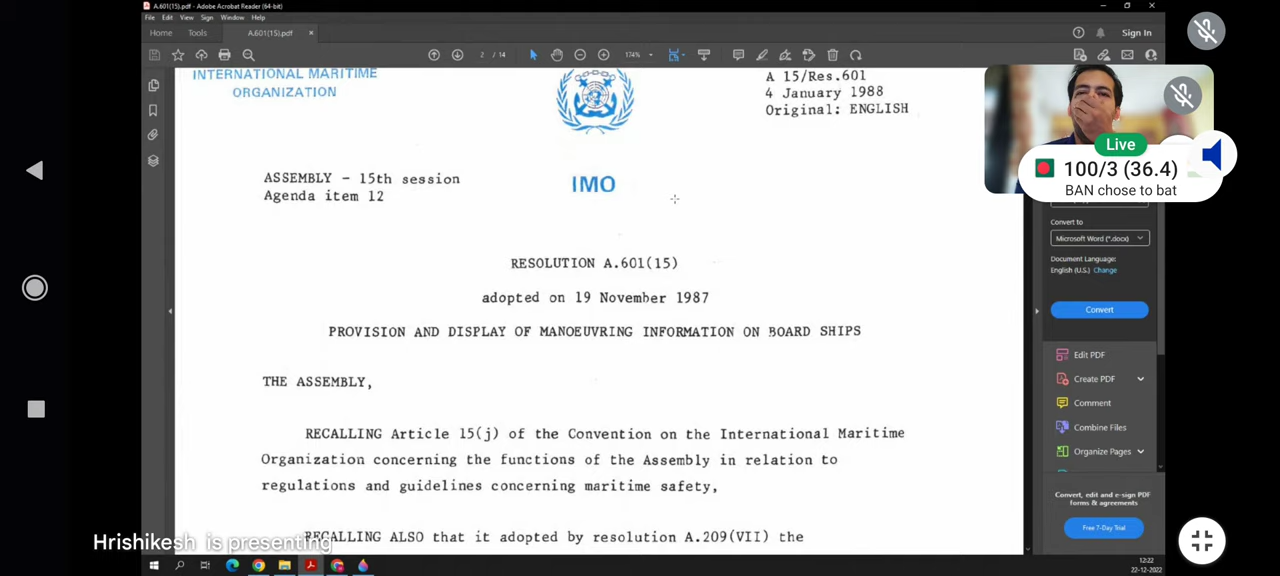 A.601(15).pdf - Adobe Acrobat Reader (64-bit)
File Edit View Sign Window Help
Home Tools A.601(15).pdf × Sign In
2 / 14 174%
INTERNATIONAL MARITIME
ORGANIZATION
A 15/Res.601
4 January 1988
Original: ENGLISH
ASSEMBLY - 15th session
Agenda item 12
IMO
RESOLUTION A.601(15)
adopted on 19 November 1987
PROVISION AND DISPLAY OF MANOEUVRING INFORMATION ON BOARD SHIPS
THE ASSEMBLY,
RECALLING Article 15(j) of the Convention on the International Maritime
Organization concerning the functions of the Assembly in relation to
regulations and guidelines concerning maritime safety,
RECALLING ALSO that it adopted by resolution A.209(VII) the
Live
100/3 (36.4)
BAN chose to bat
Convert to
Microsoft Word (*.docx)
Document Language:
English (U.S.) Change
Convert
Edit PDF
Create PDF
Comment
Combine Files
Organize Pages
Convert, edit and e-sign PDF
forms & agreements
Free 7-Day Trial
Hrishikesh is presenting
12:22
22-12-2022